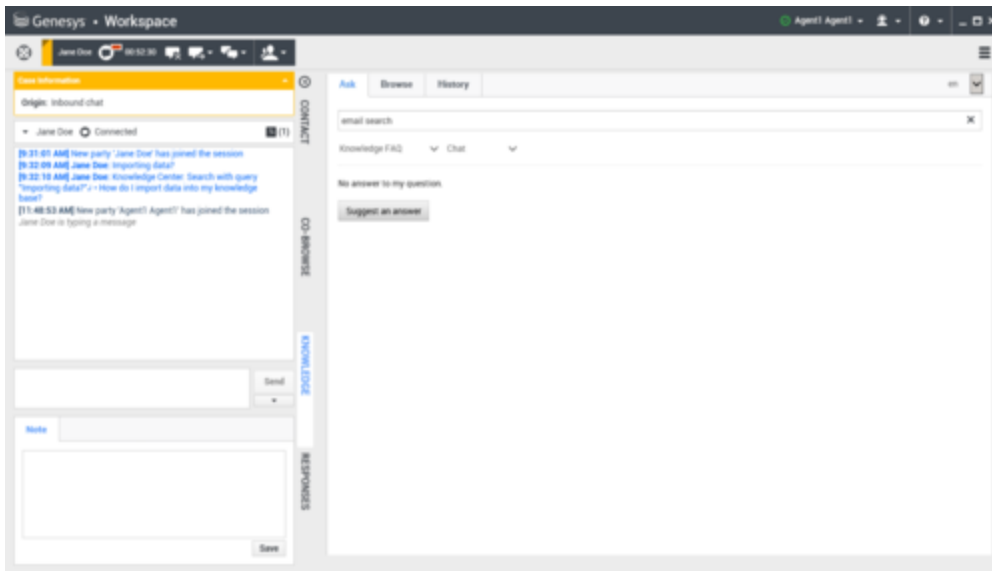 Genesys • Workspace
Agent1 Agent1
Jane Doe 00:52:30
Case Information
Origin: Inbound chat
Jane Doe Connected (1)
[9:31:01 AM] New party 'Jane Doe' has joined the session
[9:32:09 AM] Jane Doe: Importing data?
[9:32:10 AM] Jane Doe: Knowledge Center: Search with query
"Importing data?" - How do I import data into my knowledge
base?
[11:48:53 AM] New party 'Agent1 Agent1' has joined the session
Jane Doe is typing a message
Send
Note
Save
CONTACT
CO-BROWSE
KNOWLEDGE
RESPONSES
Ask Browse History en
email search
Knowledge FAQ Chat
No answer to my question.
Suggest an answer